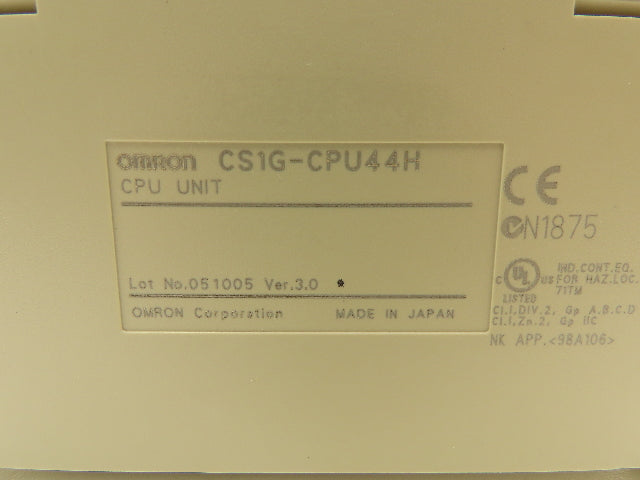 OMRON CS1G-CPU44H
CPU UNIT
Lot No.051005 Ver.3.0 *
OMRON Corporation MADE IN JAPAN
CE
N1875
c UL US IND.CONT.EQ.
FOR HAZ.LOC.
LISTED 71TM
Cl.I,DIV.2, Gp A.B.C.D
Cl.I,Zn.2, Gp IIC
NK APP.<98A106>